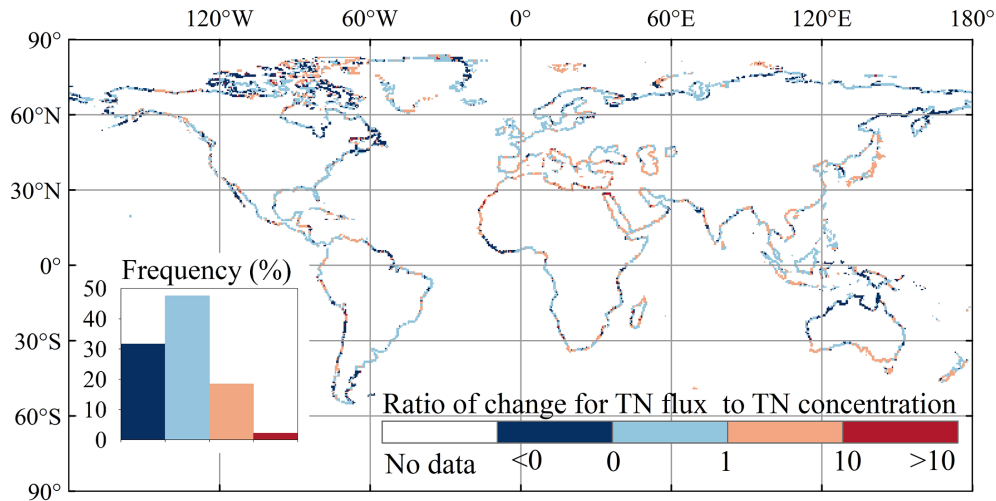 120°W 60°W 0° 60°E 120°E 180°
90°
60°N
30°N
0°
30°S
60°S
90°
Frequency (%)
50
40
30
20
10
0
Ratio of change for TN flux to TN concentration
No data <0 0 1 10 >10